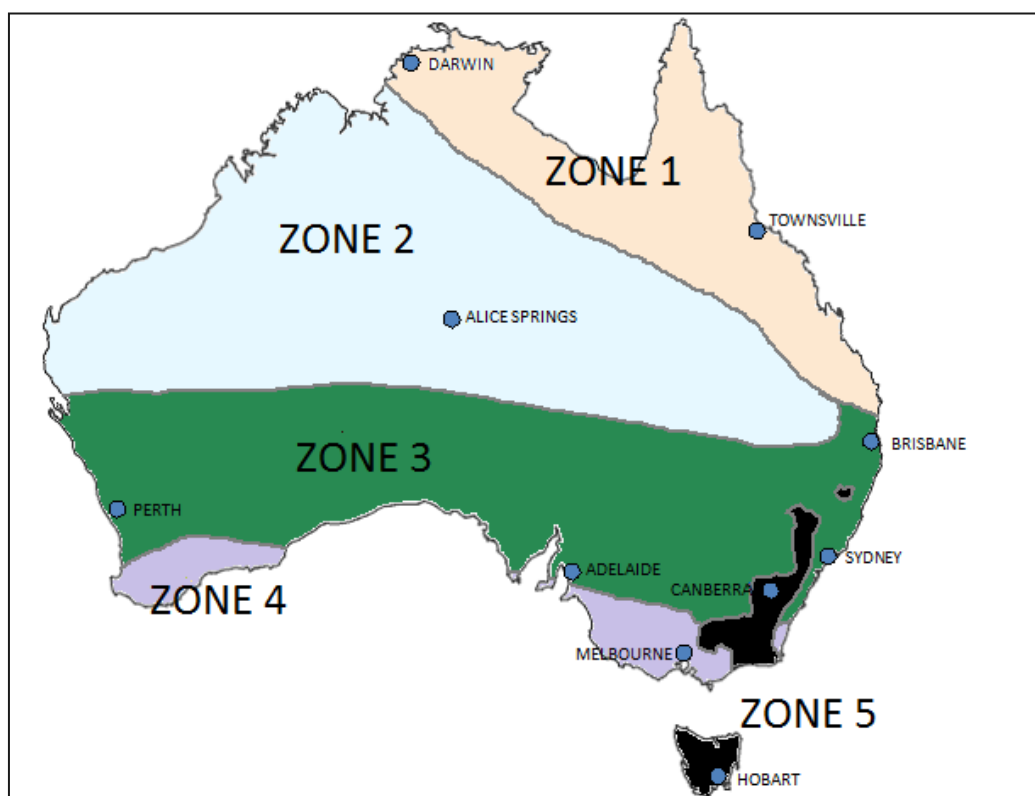 DARWIN
ZONE 1
TOWNSVILLE
ZONE 2
ALICE SPRINGS
ZONE 3
BRISBANE
PERTH
SYDNEY
ADELAIDE
CANBERRA
ZONE 4
MELBOURNE
ZONE 5
HOBART